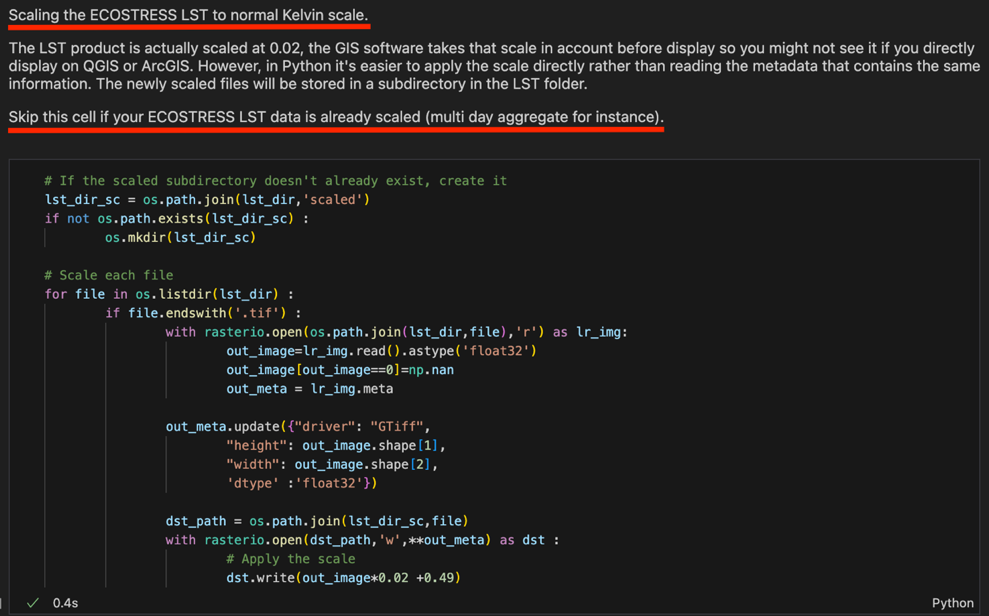 Scaling the ECOSTRESS LST to normal Kelvin scale.
The LST product is actually scaled at 0.02, the GIS software takes that scale in account before display so you might not see it if you directly
display on QGIS or ArcGIS. However, in Python it's easier to apply the scale directly rather than reading the metadata that contains the same
information. The newly scaled files will be stored in a subdirectory in the LST folder.
Skip this cell if your ECOSTRESS LST data is already scaled (multi day aggregate for instance).
# If the scaled subdirectory doesn't already exist, create it
lst_dir_sc = os.path.join(lst_dir,'scaled')
if not os.path.exists(lst_dir_sc) :
        os.mkdir(lst_dir_sc)
# Scale each file
for file in os.listdir(lst_dir) :
        if file.endswith('.tif') :
                with rasterio.open(os.path.join(lst_dir,file),'r') as lr_img:
                        out_image=lr_img.read().astype('float32')
                        out_image[out_image==0]=np.nan
                        out_meta = lr_img.meta
                out_meta.update({"driver": "GTiff",
                        "height": out_image.shape[1],
                        "width": out_image.shape[2],
                        'dtype' :'float32'})
                dst_path = os.path.join(lst_dir_sc,file)
                with rasterio.open(dst_path,'w',**out_meta) as dst :
                        # Apply the scale
                        dst.write(out_image*0.02 +0.49)
0.4s
Python